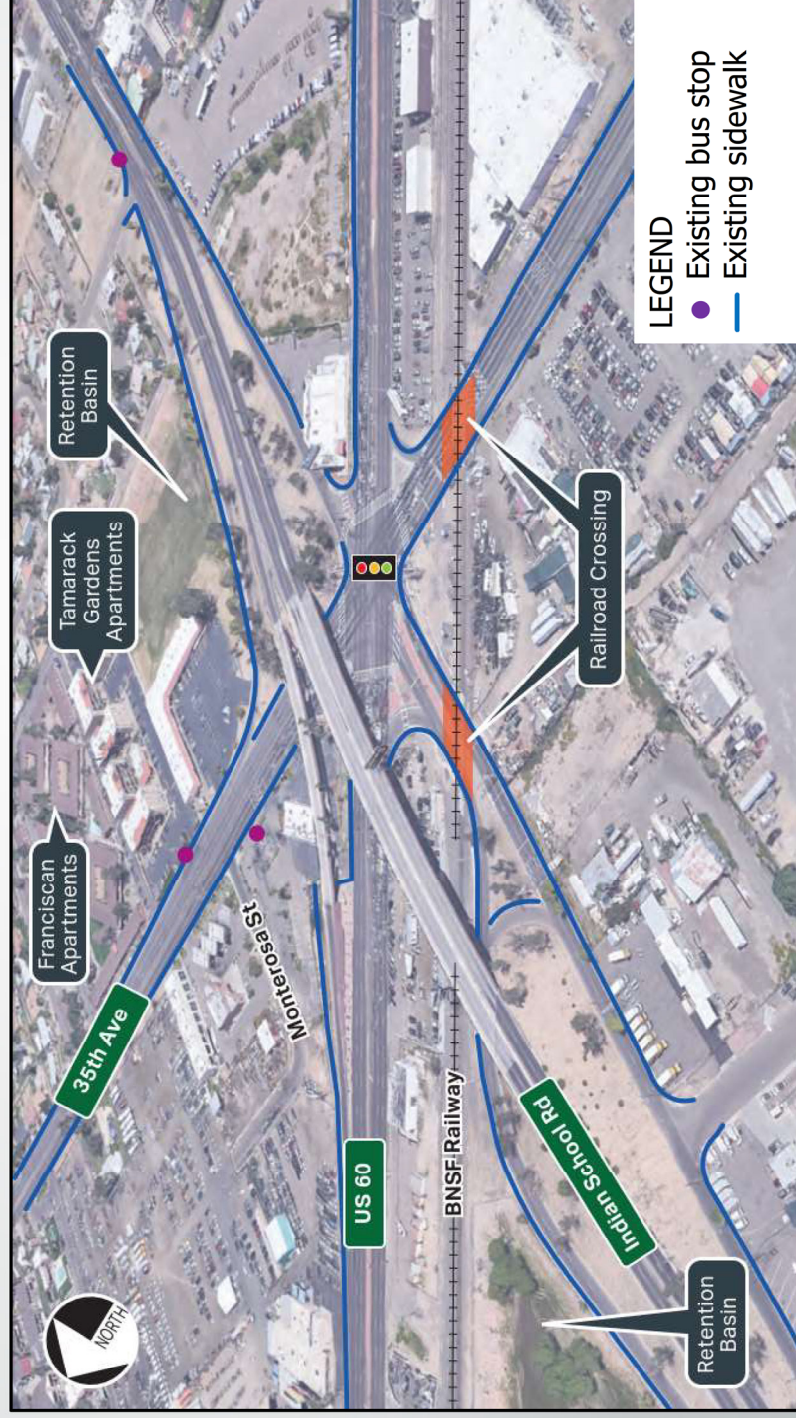 Franciscan
Apartments
Tamarack
Gardens
Apartments
Retention
Basin
35th Ave
Monterosa St
US 60
BNSF Railway
Indian School Rd
Railroad Crossing
Retention
Basin
NORTH
LEGEND
Existing bus stop
Existing sidewalk